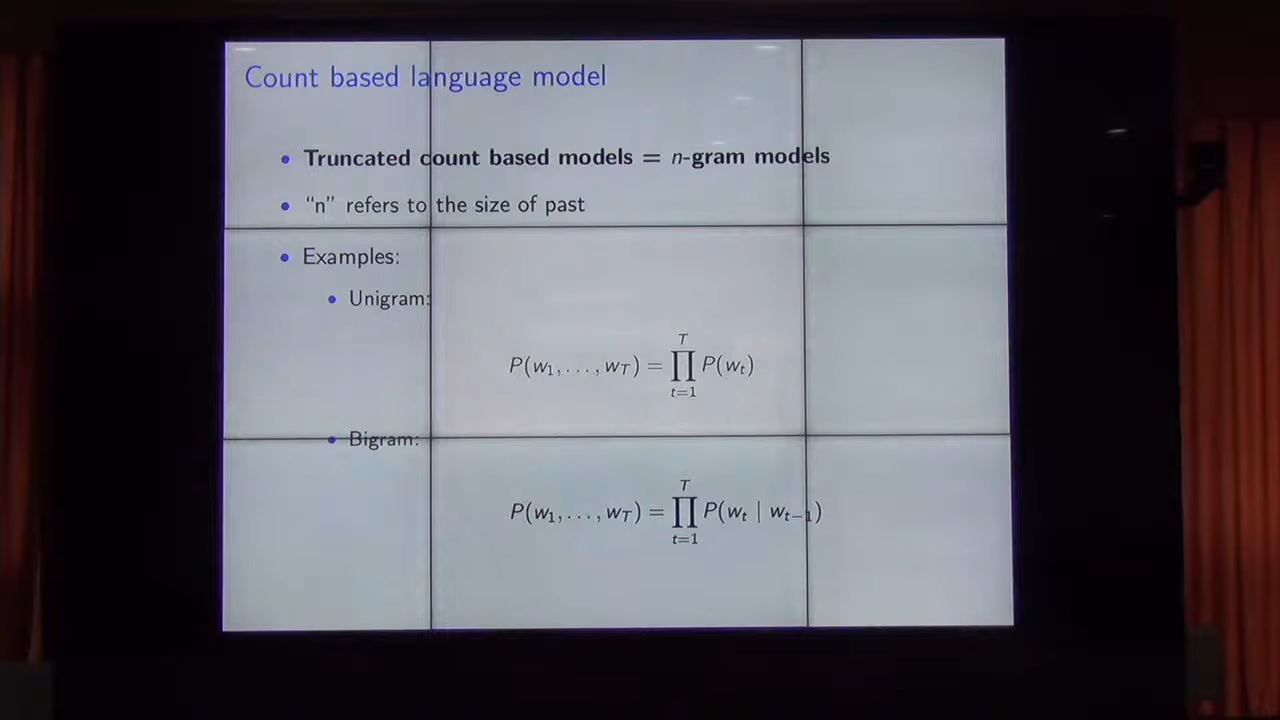 Count based language model
• Truncated count based models = n-gram models
• “n” refers to the size of past
• Examples:
• Unigram:
P(w₁, . . . , w_T) = ∏_{t=1}^{T} P(w_t)
• Bigram:
P(w₁, . . . , w_T) = ∏_{t=1}^{T} P(w_t | w_{t−1})